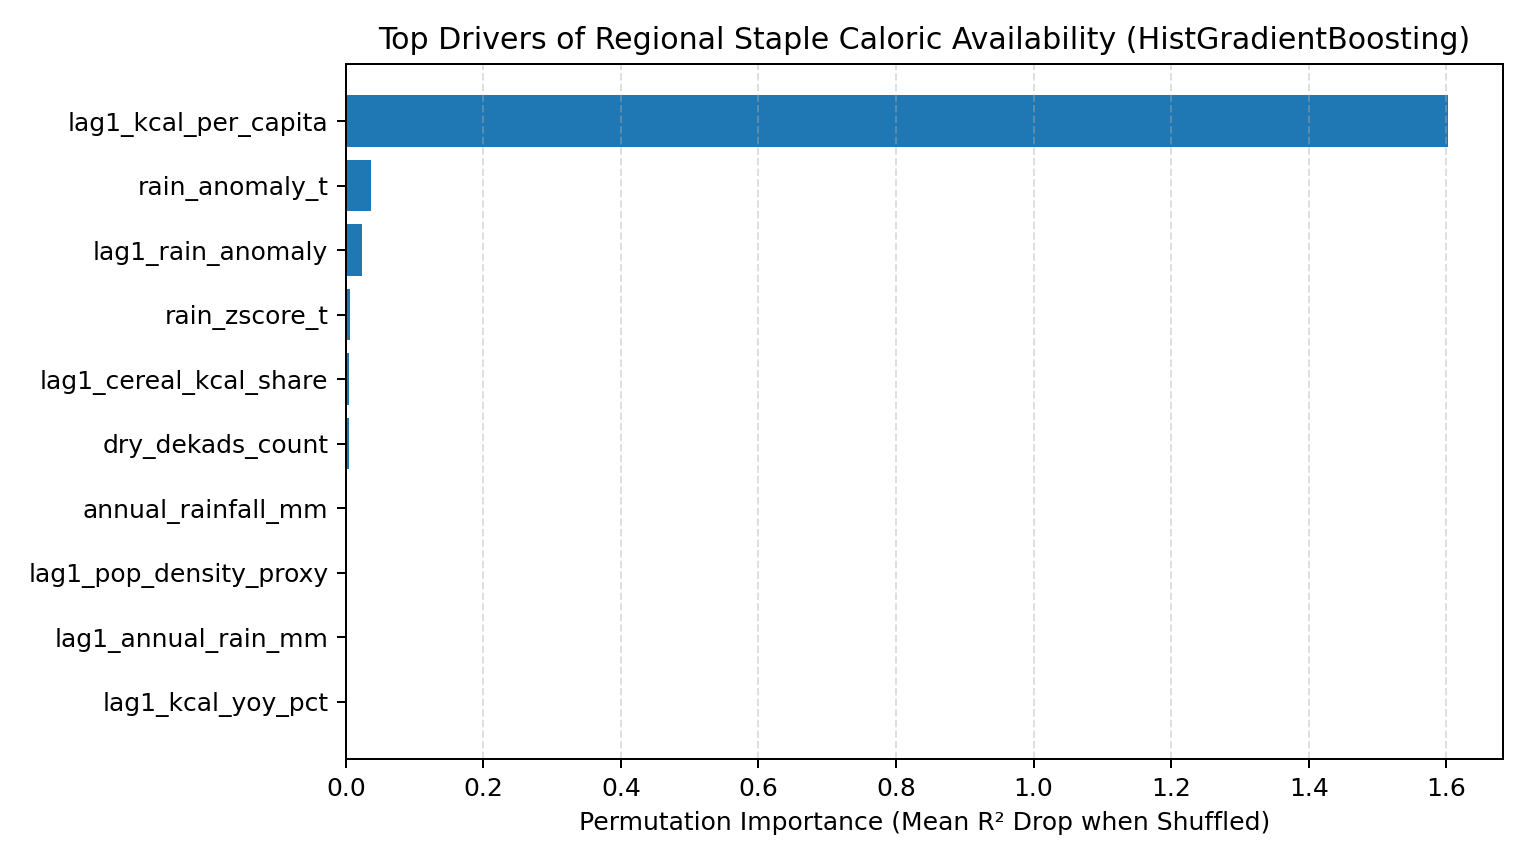 Top Drivers of Regional Staple Caloric Availability (HistGradientBoosting)
lag1_kcal_per_capita
rain_anomaly_t
lag1_rain_anomaly
rain_zscore_t
lag1_cereal_kcal_share
dry_dekads_count
annual_rainfall_mm
lag1_pop_density_proxy
lag1_annual_rain_mm
lag1_kcal_yoy_pct
0.0 0.2 0.4 0.6 0.8 1.0 1.2 1.4 1.6
Permutation Importance (Mean R² Drop when Shuffled)